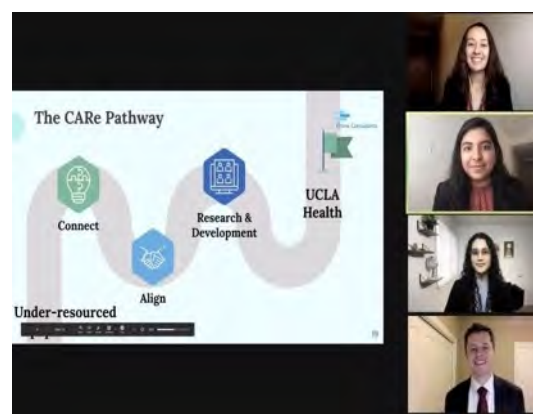 The CARe Pathway
Connect
Align
Research &
Development
UCLA
Health
Under-resourced